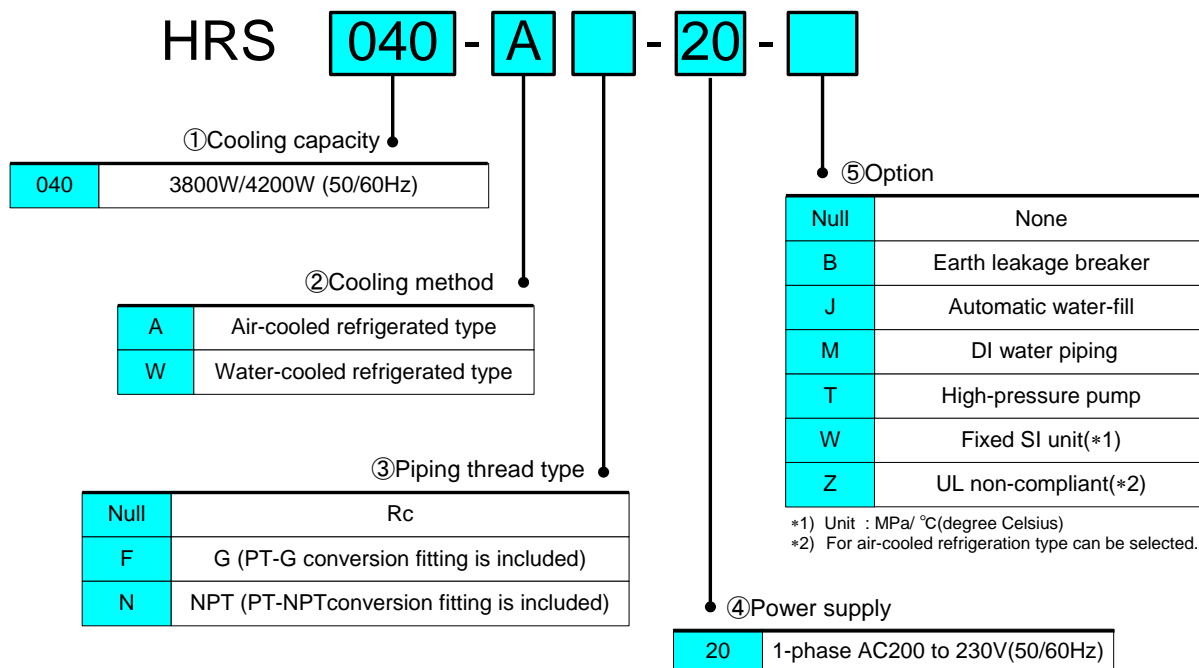 HRS 040 - A - 20 -
①Cooling capacity
040 3800W/4200W (50/60Hz)
②Cooling method
A Air-cooled refrigerated type
W Water-cooled refrigerated type
③Piping thread type
Null Rc
F G (PT-G conversion fitting is included)
N NPT (PT-NPTconversion fitting is included)
④Power supply
20 1-phase AC200 to 230V(50/60Hz)
⑤Option
Null None
B Earth leakage breaker
J Automatic water-fill
M DI water piping
T High-pressure pump
W Fixed SI unit(∗1)
Z UL non-compliant(∗2)
∗1) Unit : MPa/ ℃(degree Celsius)
∗2) For air-cooled refrigeration type can be selected.